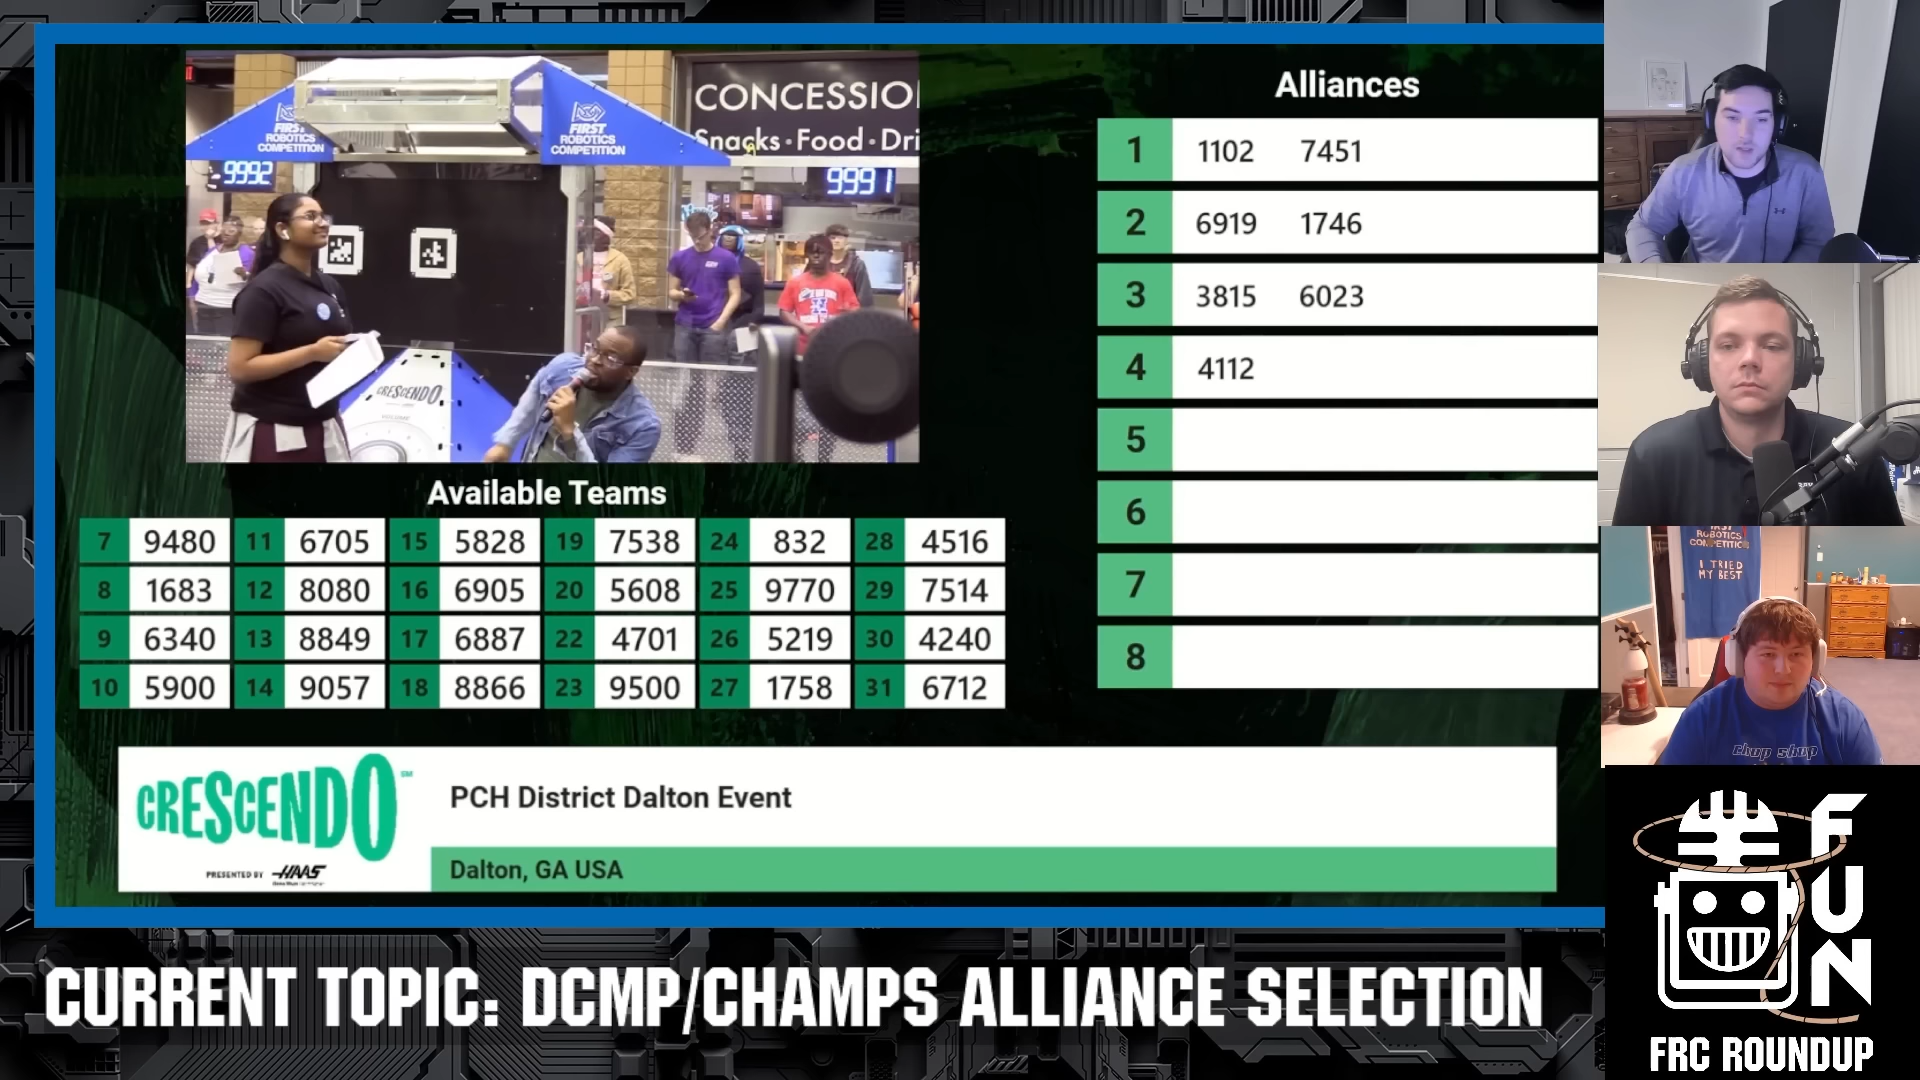 CONCESSIO
Snacks • Food • Dri
FIRST
ROBOTICS
COMPETITION
FIRST
ROBOTICS
COMPETITION
9992
9991
CRESCENDO
Alliances
1 1102 7451
2 6919 1746
3 3815 6023
4 4112
5
6
7
8
Available Teams
7 9480 11 6705 15 5828 19 7538 24 832 28 4516
8 1683 12 8080 16 6905 20 5608 25 9770 29 7514
9 6340 13 8849 17 6887 22 4701 26 5219 30 4240
10 5900 14 9057 18 8866 23 9500 27 1758 31 6712
CRESCENDO SM
PRESENTED BY HAAS
PCH District Dalton Event
Dalton, GA USA
FIRST
ROBOTICS
COMPETITION
I TRIED
MY BEST
chop shop
FUN
FRC ROUNDUP
CURRENT TOPIC: DCMP/CHAMPS ALLIANCE SELECTION